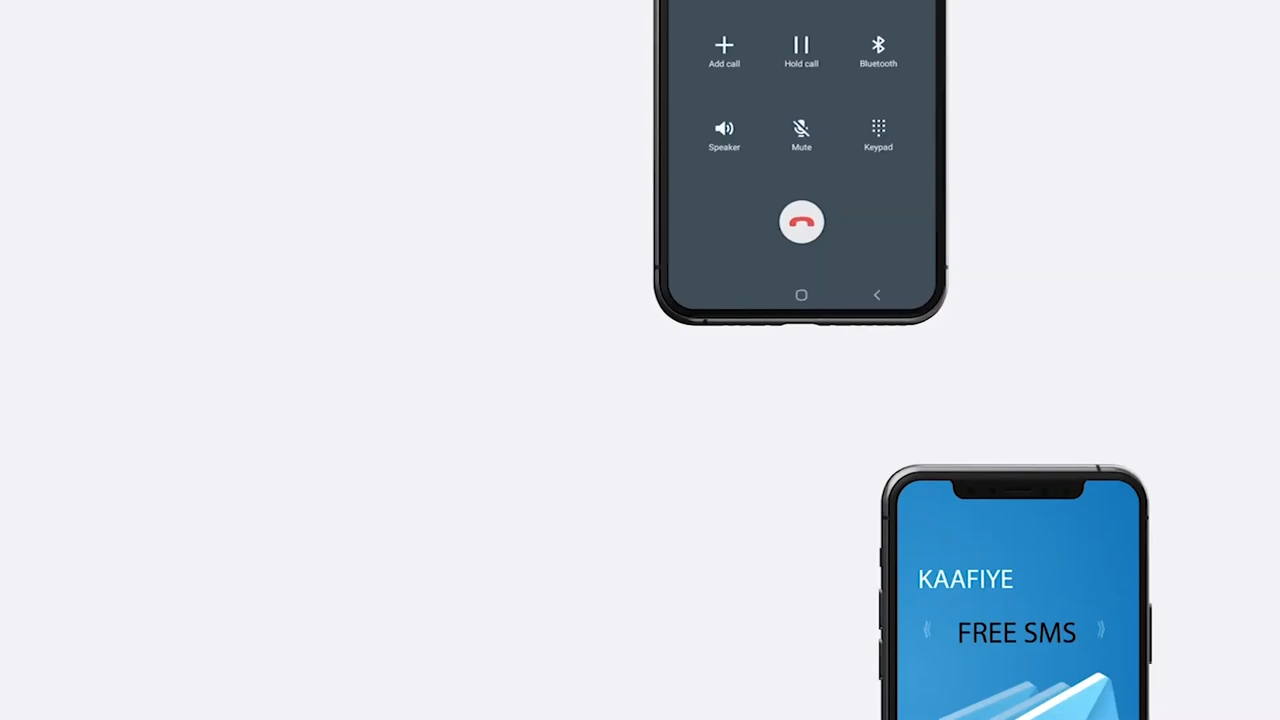 Add call
Hold call
Bluetooth
Speaker
Mute
Keypad
KAAFIYE
FREE SMS